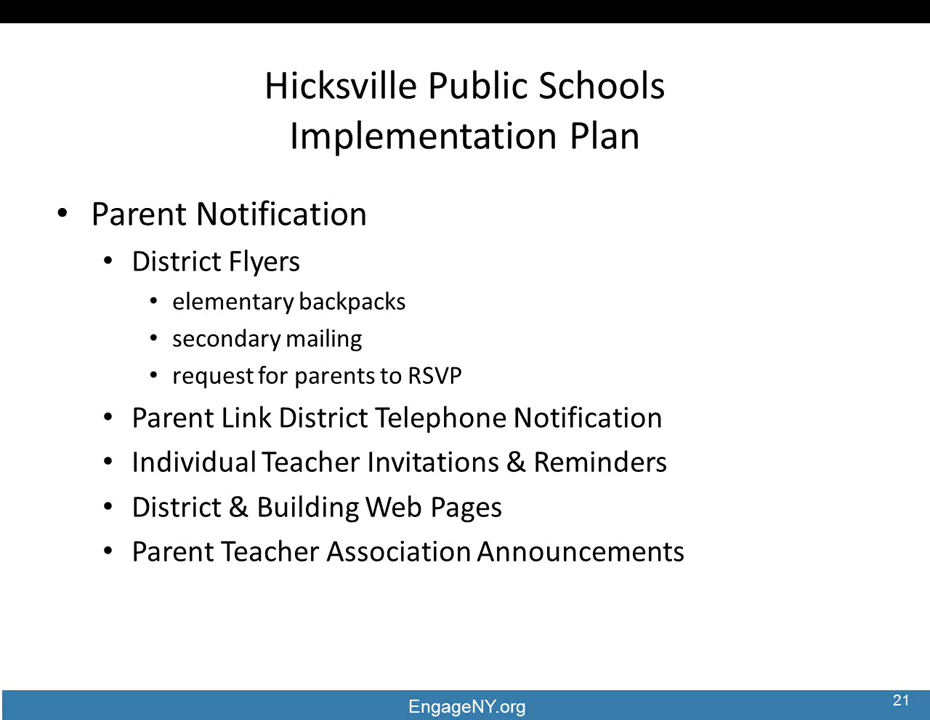 Hicksville Public Schools
Implementation Plan
• Parent Notification
• District Flyers
• elementary backpacks
• secondary mailing
• request for parents to RSVP
• Parent Link District Telephone Notification
• Individual Teacher Invitations & Reminders
• District & Building Web Pages
• Parent Teacher Association Announcements
EngageNY.org
21